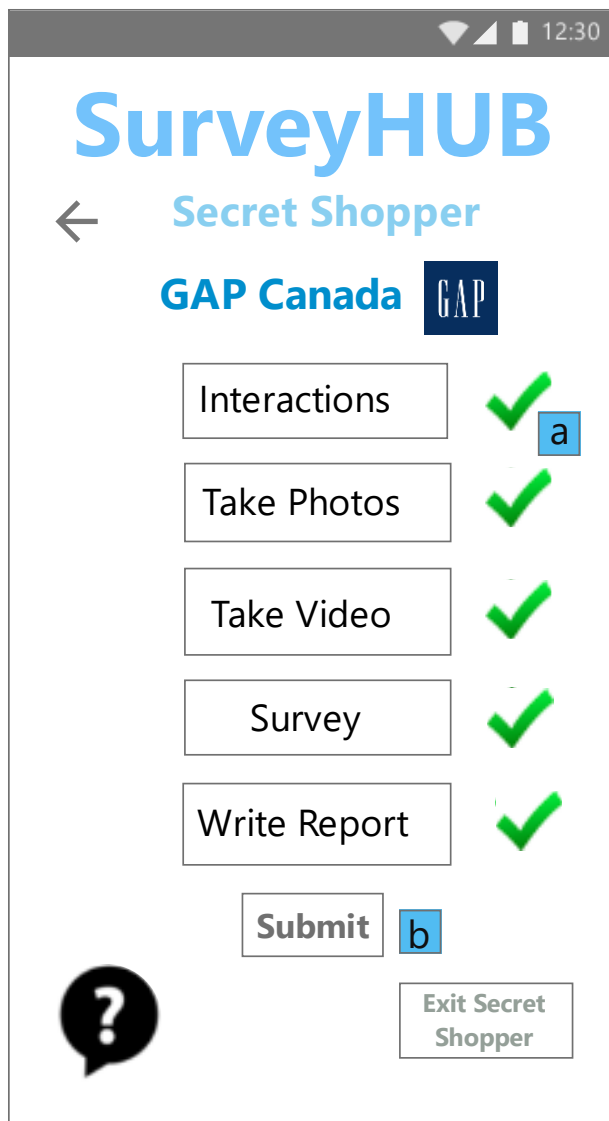 12:30
SurveyHUB
Secret Shopper
GAP Canada GAP
Interactions
a
Take Photos
Take Video
Survey
Write Report
Submit b
?
Exit Secret
Shopper